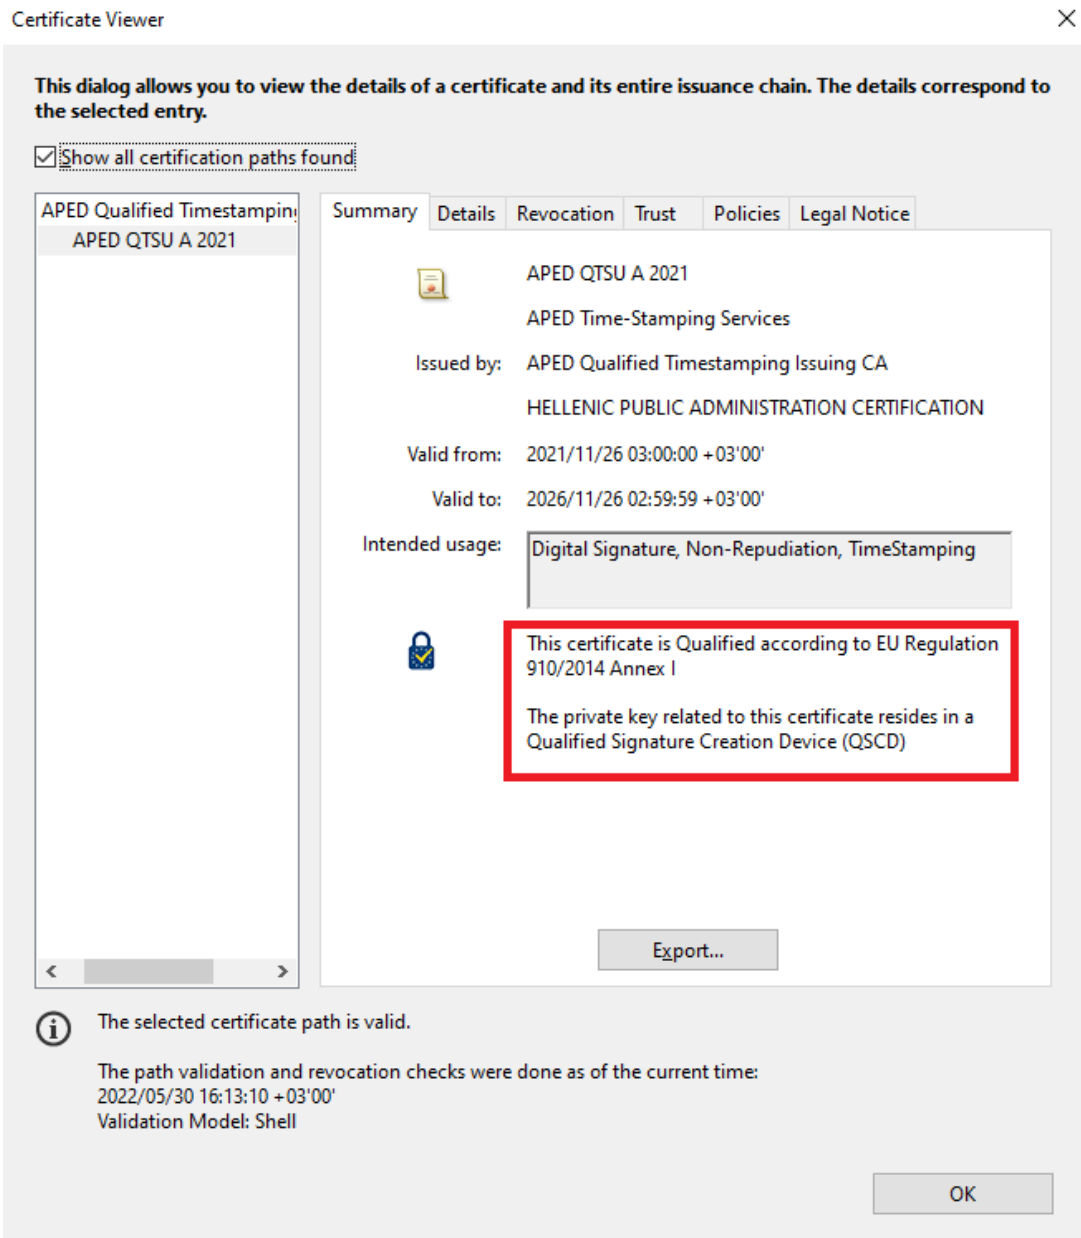 Certificate Viewer
This dialog allows you to view the details of a certificate and its entire issuance chain. The details correspond to
the selected entry.
Show all certification paths found
APED Qualified Timestamping
APED QTSU A 2021
Summary Details Revocation Trust Policies Legal Notice
APED QTSU A 2021
APED Time-Stamping Services
Issued by: APED Qualified Timestamping Issuing CA
HELLENIC PUBLIC ADMINISTRATION CERTIFICATION
Valid from: 2021/11/26 03:00:00 +03'00'
Valid to: 2026/11/26 02:59:59 +03'00'
Intended usage: Digital Signature, Non-Repudiation, TimeStamping
This certificate is Qualified according to EU Regulation
910/2014 Annex I
The private key related to this certificate resides in a
Qualified Signature Creation Device (QSCD)
Export...
The selected certificate path is valid.
The path validation and revocation checks were done as of the current time:
2022/05/30 16:13:10 +03'00'
Validation Model: Shell
OK